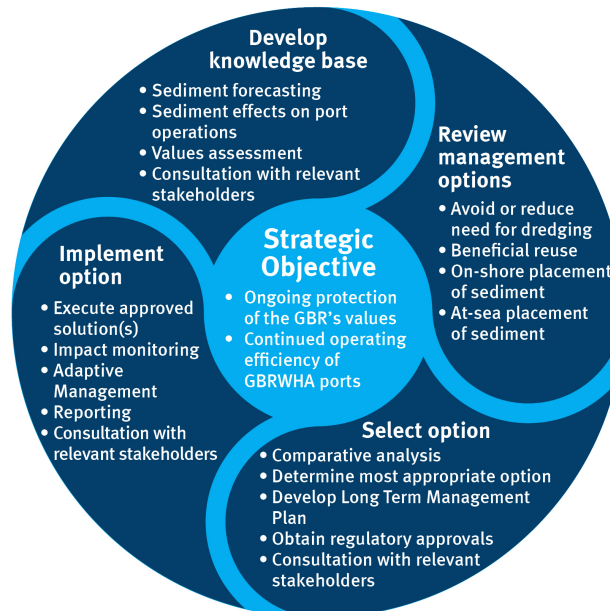 Develop
knowledge base
• Sediment forecasting
• Sediment effects on port
operations
• Values assessment
• Consultation with relevant
stakeholders
Review
management
options
• Avoid or reduce
need for dredging
• Beneficial reuse
• On-shore placement
of sediment
• At-sea placement
of sediment
Strategic
Objective
• Ongoing protection
of the GBR's values
• Continued operating
efficiency of
GBRWHA ports
Implement
option
• Execute approved
solution(s)
• Impact monitoring
• Adaptive
Management
• Reporting
• Consultation with
relevant stakeholders
Select option
• Comparative analysis
• Determine most appropriate option
• Develop Long Term Management
Plan
• Obtain regulatory approvals
• Consultation with relevant
stakeholders